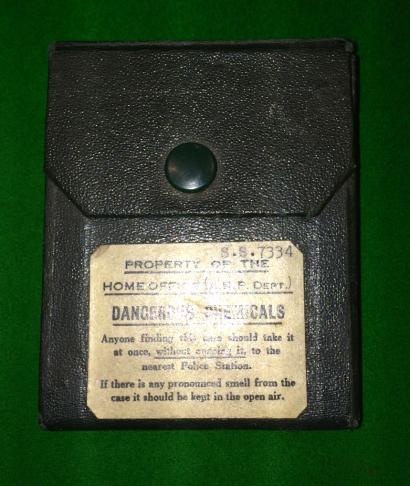 S.S.7334
PROPERTY OF THE
HOME OFFICE (A.R.P. DEPT.)
DANGEROUS CHEMICALS
Anyone finding this case should take it
at once, without opening it, to the
nearest Police Station.
If there is any pronounced smell from the
case it should be kept in the open air.